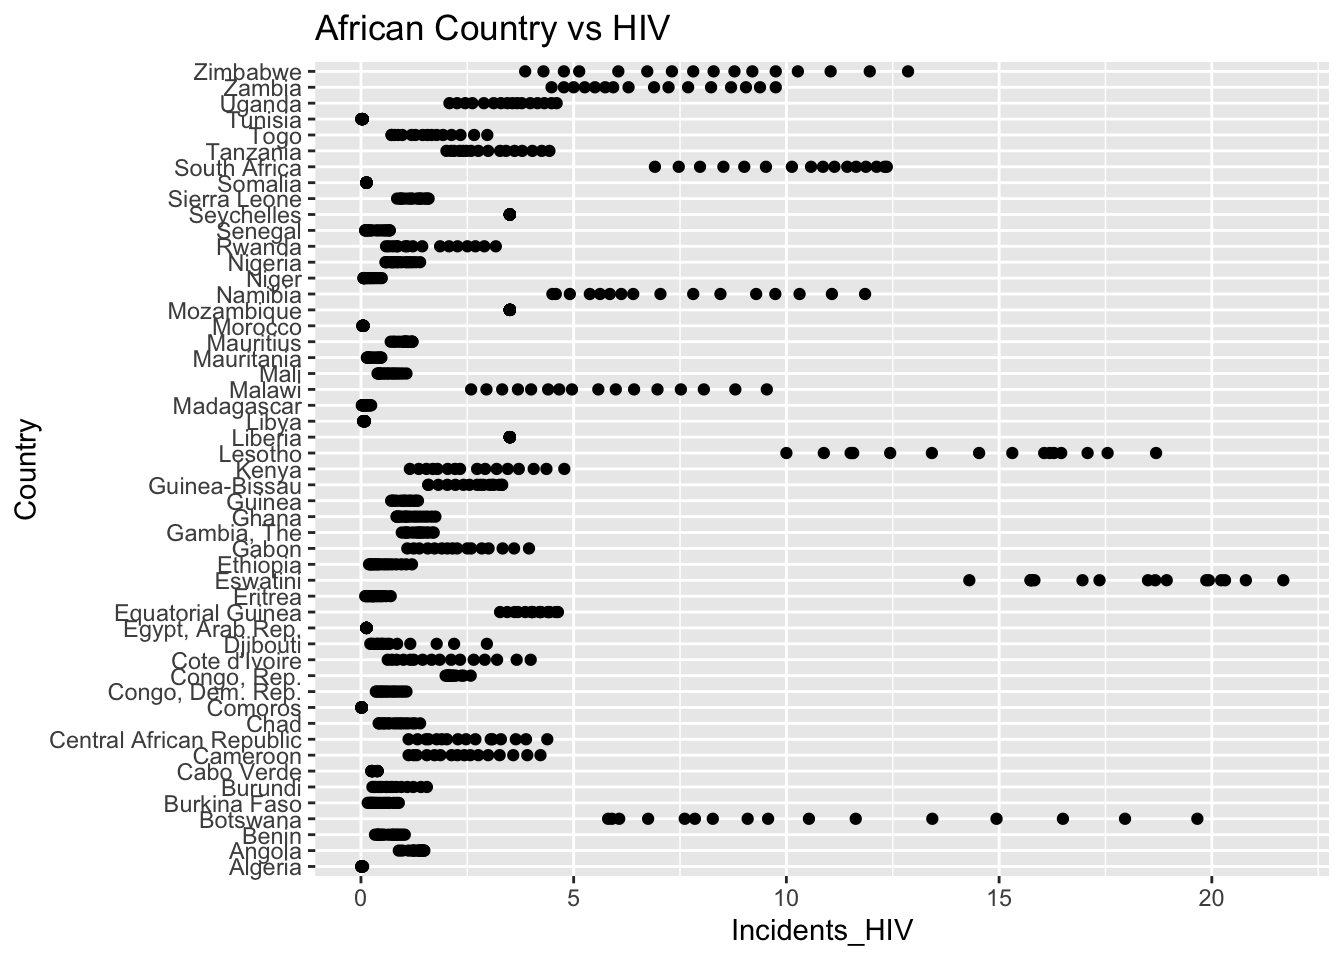 African Country vs HIV
Zimbabwe
Zambia
Uganda
Tunisia
Togo
Tanzania
South Africa
Somalia
Sierra Leone
Seychelles
Senegal
Rwanda
Nigeria
Niger
Namibia
Mozambique
Morocco
Mauritius
Mauritania
Mali
Malawi
Madagascar
Libya
Liberia
Lesotho
Kenya
Guinea-Bissau
Guinea
Ghana
Gambia, The
Gabon
Ethiopia
Eswatini
Eritrea
Equatorial Guinea
Egypt, Arab Rep.
Djibouti
Cote d'Ivoire
Congo, Rep.
Congo, Dem. Rep.
Comoros
Chad
Central African Republic
Cameroon
Cabo Verde
Burundi
Burkina Faso
Botswana
Benin
Angola
Algeria
Country
0 5 10 15 20
Incidents_HIV